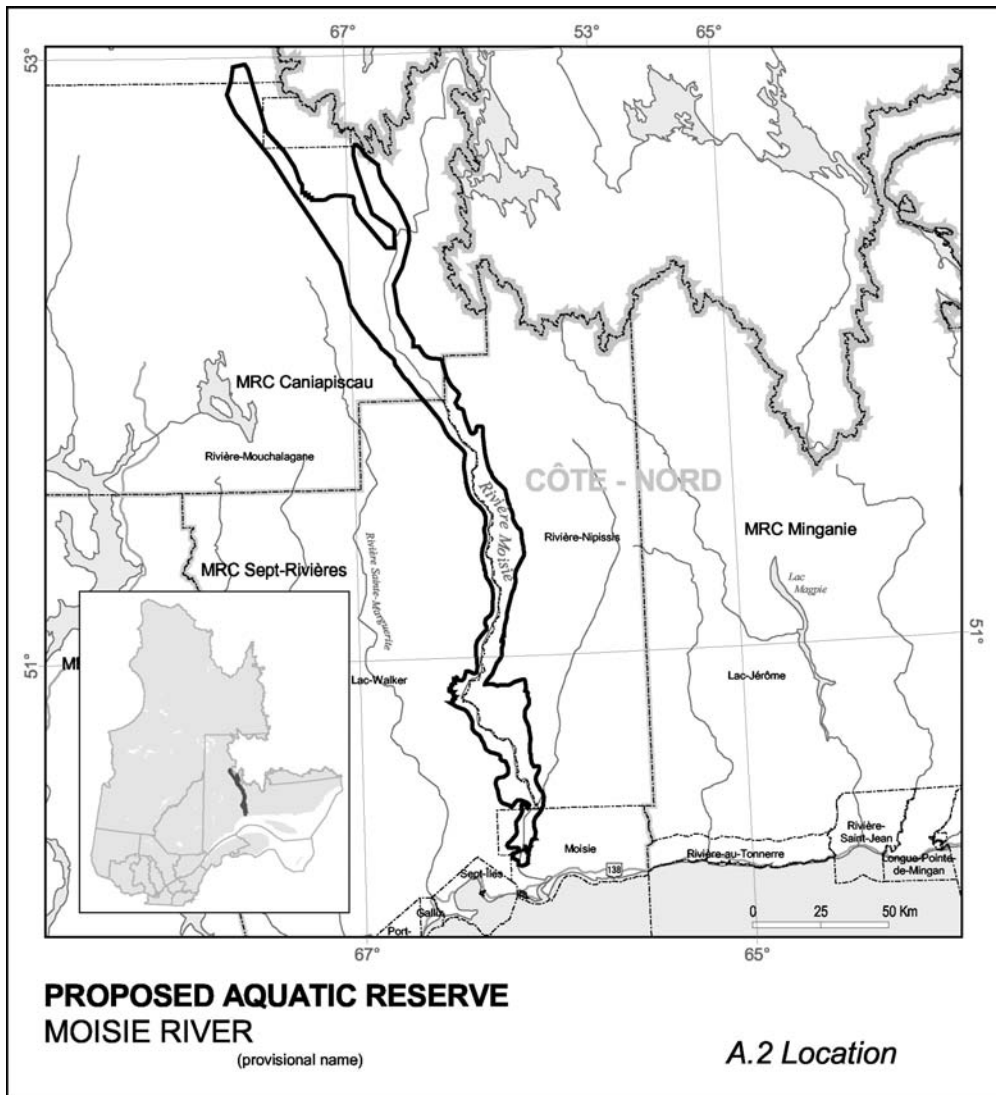 67°
53°
65°
53°
MRC Caniapiscau
Rivière-Mouchalagane
CÔTE - NORD
Rivière Moisie
Rivière-Nipissis
MRC Minganie
Rivière Sainte-Marguerite
MRC Sept-Rivières
Lac Magpie
51°
51°
Lac-Walker
Lac-Jérôme
Rivière-
Saint-Jean
Moisie
Rivière-au-Tonnerre
Longue-Pointe-
de-Mingan
138
Sept-Îles
Gallix
Port-
0 25 50 Km
67°
65°
PROPOSED AQUATIC RESERVE
MOISIE RIVER
(provisional name)
A.2 Location